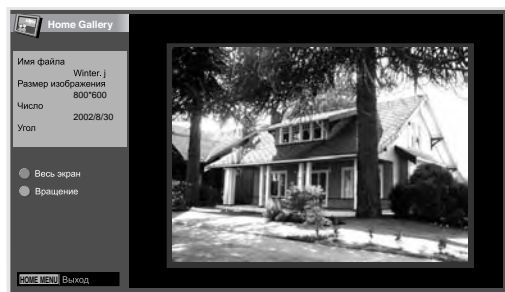 Home Gallery
Имя файла
Winter. j
Размер изображения
800*600
Число
2002/8/30
Угол
Весь экран
Вращение
HOME MENU Выход